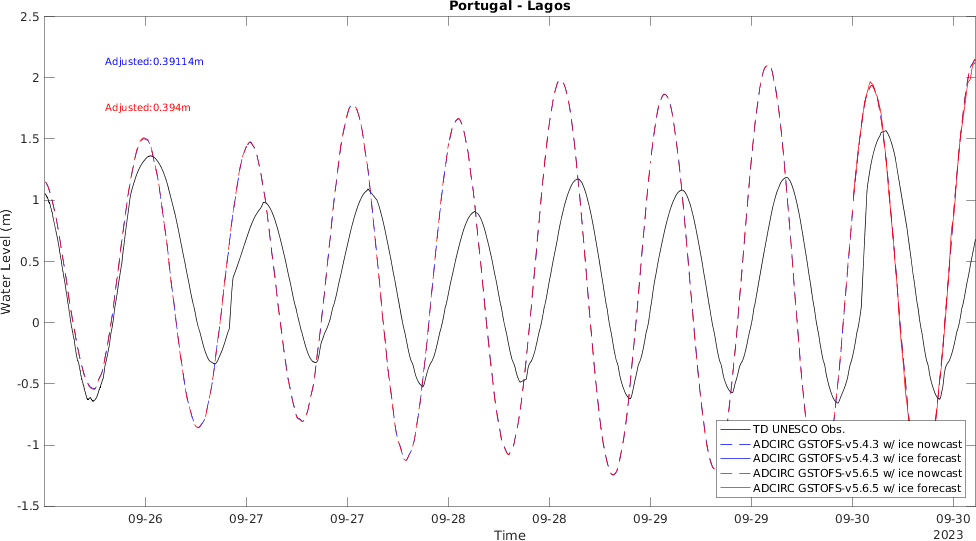 Portugal - Lagos
2.5
2
1.5
1
0.5
0
-0.5
-1
-1.5
Water Level (m)
Adjusted:0.39114m
Adjusted:0.394m
TD UNESCO Obs.
ADCIRC GSTOFS-v5.4.3 w/ ice nowcast
ADCIRC GSTOFS-v5.4.3 w/ ice forecast
ADCIRC GSTOFS-v5.6.5 w/ ice nowcast
ADCIRC GSTOFS-v5.6.5 w/ ice forecast
09-26 09-27 09-27 09-28 09-28 09-29 09-29 09-30 09-30
2023
Time